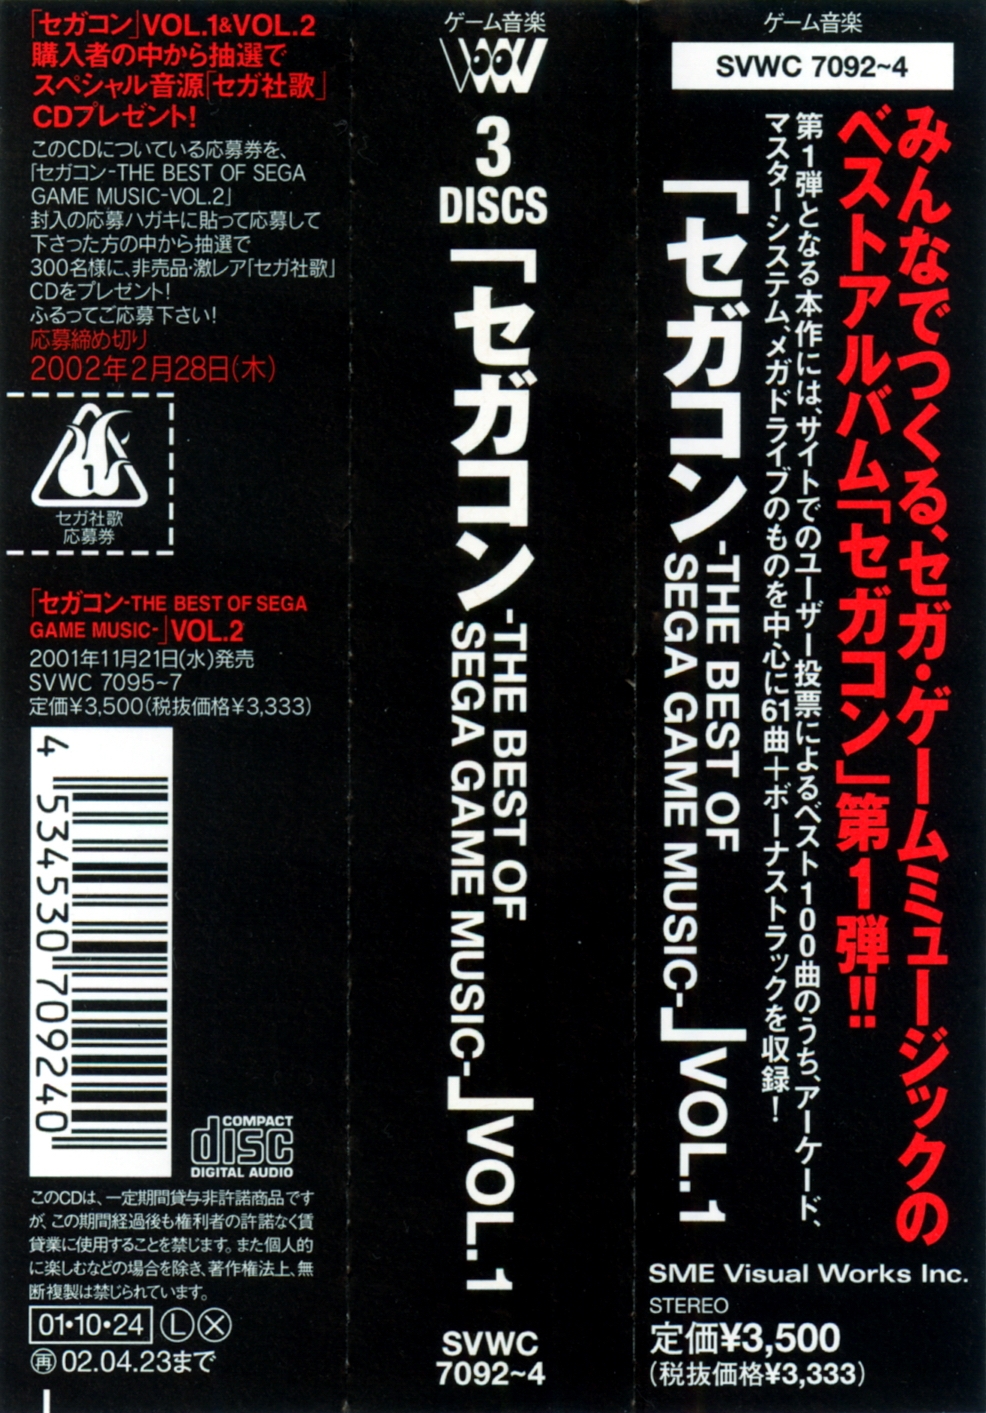 「セガコン」VOL.1&VOL.2
購入者の中から抽選で
スペシャル音源「セガ社歌」
CDプレゼント!
このCDについている応募券を、
「セガコン-THE BEST OF SEGA
GAME MUSIC-VOL.2」
封入の応募ハガキに貼って応募して
下さった方の中から抽選で
300名様に、非売品・激レア「セガ社歌」
CDをプレゼント!
ふるってご応募下さい!
応募締め切り
2002年2月28日(木)
1
セガ社歌
応募券
「セガコン-THE BEST OF SEGA
GAME MUSIC-」VOL.2
2001年11月21日(水)発売
SVWC 7095~7
定価¥3,500(税抜価格¥3,333)
4 534530 709240
COMPACT
disc
DIGITAL AUDIO
このCDは、一定期間貸与非許諾商品です
が、この期間経過後も権利者の許諾なく賃
貸業に使用することを禁じます。また個人的
に楽しむなどの場合を除き、著作権法上、無
断複製は禁じられています。
01・10・24 Ⓛ Ⓧ
㊢ 02.04.23まで
ゲーム音楽
3
DISCS
「セガコン-THE BEST OF
SEGA GAME MUSIC-」VOL.1
SVWC
7092~4
ゲーム音楽
SVWC 7092~4
みんなでつくる、セガ・ゲームミュージックの
ベストアルバム「セガコン」第1弾!!
第1弾となる本作には、サイトでのユーザー投票によるベスト100曲のうち、アーケード、
マスターシステム、メガドライブのものを中心に61曲+ボーナストラックを収録!
「セガコン-THE BEST OF
SEGA GAME MUSIC-」VOL.1
SME Visual Works Inc.
STEREO
定価¥3,500
(税抜価格¥3,333)